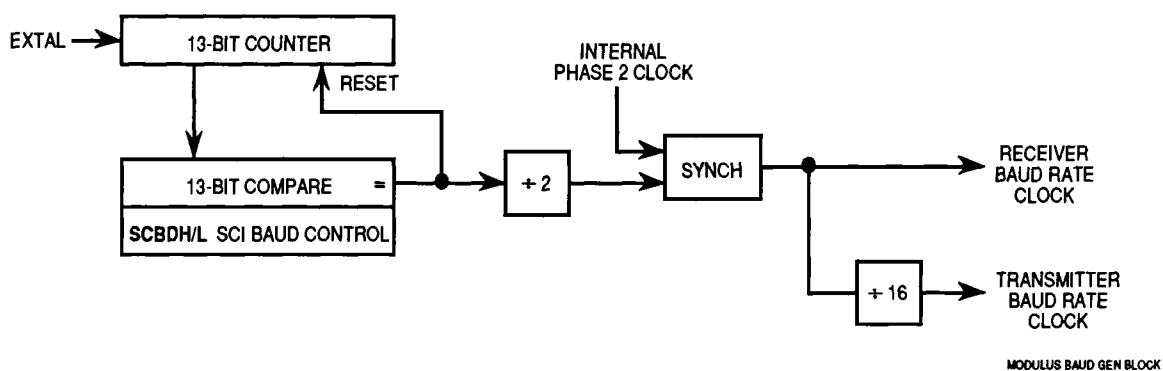 EXTAL
13-BIT COUNTER
RESET
INTERNAL
PHASE 2 CLOCK
13-BIT COMPARE =
SCBDH/L SCI BAUD CONTROL
÷ 2
SYNCH
RECEIVER
BAUD RATE
CLOCK
÷ 16
TRANSMITTER
BAUD RATE
CLOCK
MODULUS BAUD GEN BLOCK